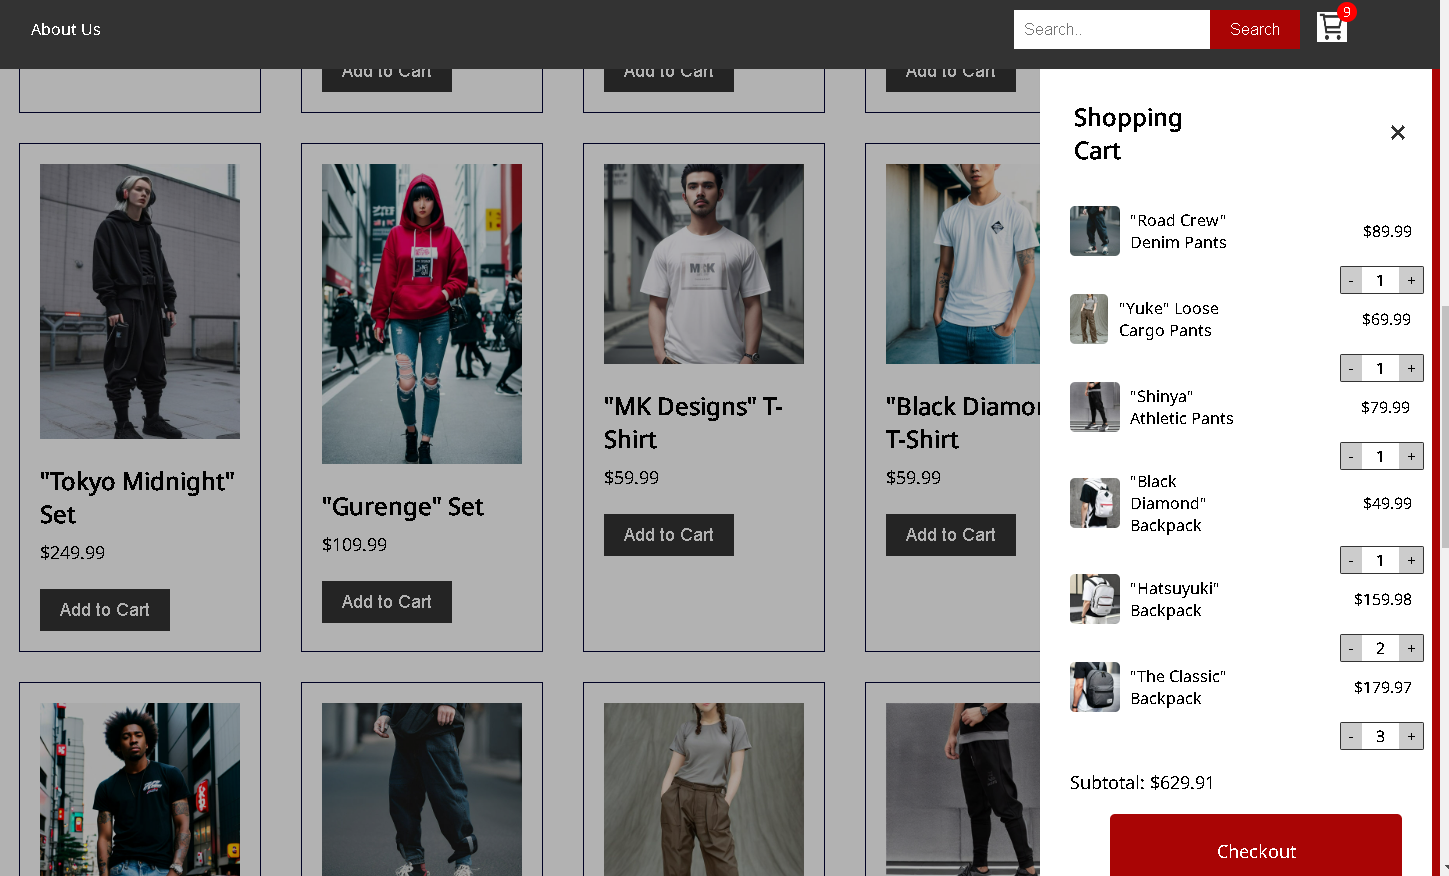 About Us
Search..
Search
9
Add to Cart
Add to Cart
Add to Cart
"Tokyo Midnight"
Set
$249.99
Add to Cart
"Gurenge" Set
$109.99
Add to Cart
MRK
"MK Designs" T-
Shirt
$59.99
Add to Cart
"Black Diamo
T-Shirt
$59.99
Add to Cart
Shopping
Cart
×
"Road Crew"
Denim Pants
$89.99
- 1 +
"Yuke" Loose
Cargo Pants
$69.99
- 1 +
"Shinya"
Athletic Pants
$79.99
- 1 +
"Black
Diamond"
Backpack
$49.99
- 1 +
"Hatsuyuki"
Backpack
$159.98
- 2 +
"The Classic"
Backpack
$179.97
- 3 +
Subtotal: $629.91
Checkout